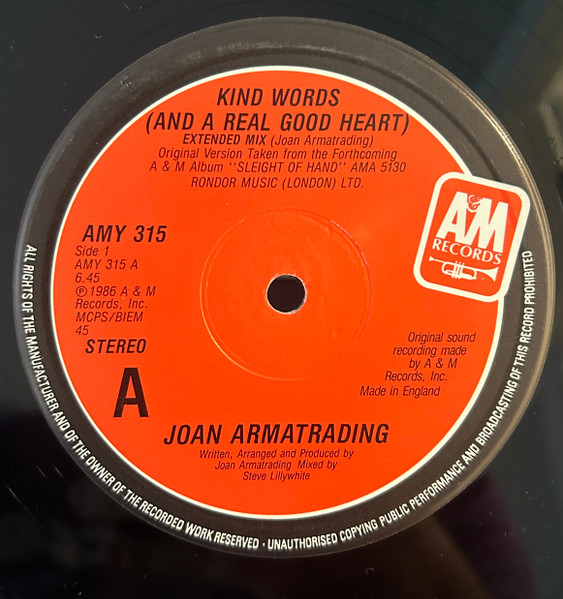 KIND WORDS
(AND A REAL GOOD HEART)
EXTENDED MIX (Joan Armatrading)
Original Version Taken from the Forthcoming
A & M Album "SLEIGHT OF HAND" AMA 5130
RONDOR MUSIC (LONDON) LTD.
A&M
RECORDS
AMY 315
Side 1
AMY 315 A
6.45
℗ 1986 A & M
Records, Inc.
MCPS/BIEM
45
STEREO
A
Original sound
recording made
by A & M
Records, Inc.
Made in England
JOAN ARMATRADING
Written, Arranged and Produced by
Joan Armatrading Mixed by
Steve Lillywhite
ALL RIGHTS OF THE MANUFACTURER AND OF THE OWNER OF THE RECORDED WORK RESERVED · UNAUTHORISED COPYING PUBLIC PERFORMANCE AND BROADCASTING OF THIS RECORD PROHIBITED